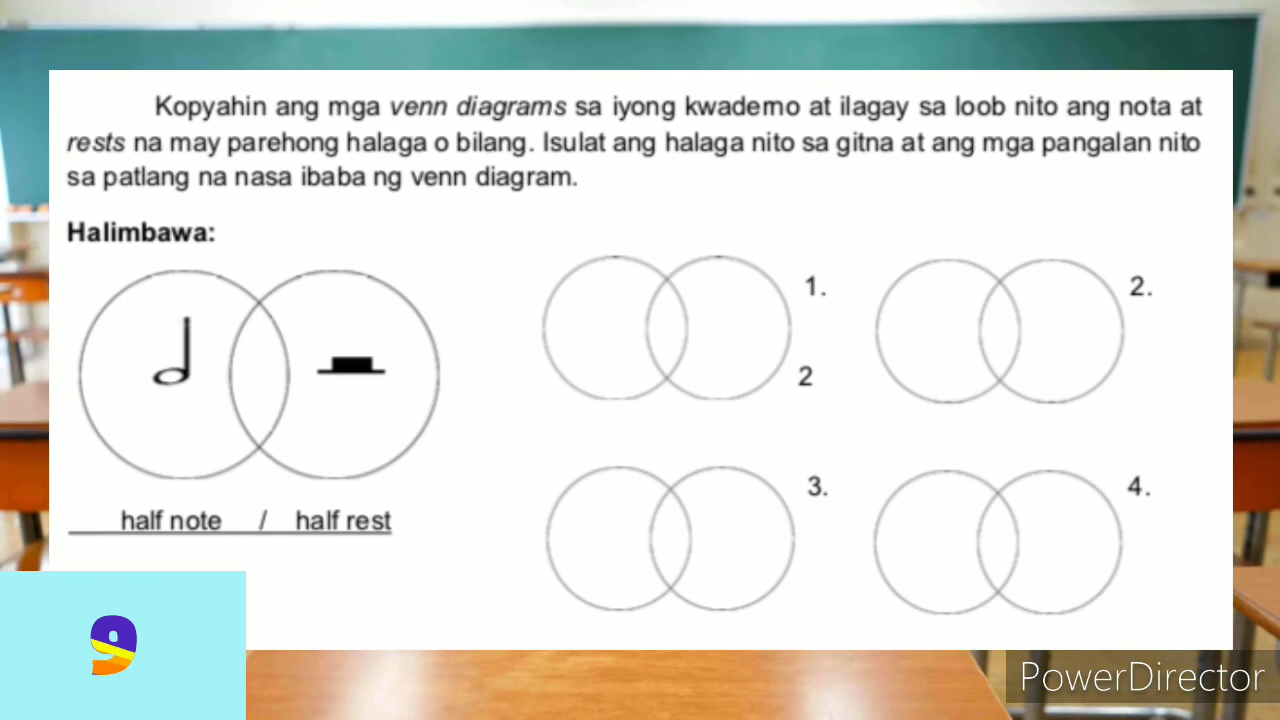 Kopyahin ang mga venn diagrams sa iyong kwaderno at ilagay sa loob nito ang nota at
rests na may parehong halaga o bilang. Isulat ang halaga nito sa gitna at ang mga pangalan nito
sa patlang na nasa ibaba ng venn diagram.
Halimbawa:
1.
2.
2
half note / half rest
3.
4.
9
PowerDirector